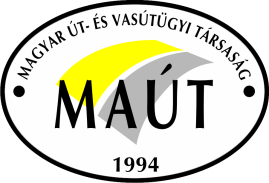 MAGYAR ÚT- ÉS VASÚTÜGYI TÁRSASÁG
MAÚT
1994